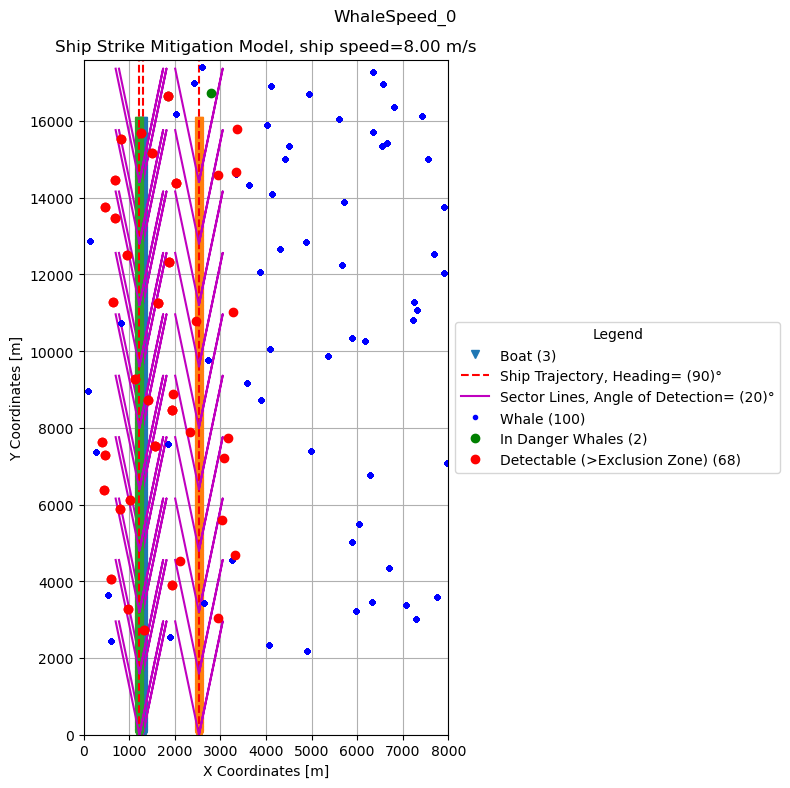 WhaleSpeed_0
Ship Strike Mitigation Model, ship speed=8.00 m/s
16000
14000
12000
10000
8000
6000
4000
2000
0
Y Coordinates [m]
0 1000 2000 3000 4000 5000 6000 7000 8000
X Coordinates [m]
Legend
Boat (3)
Ship Trajectory, Heading= (90)°
Sector Lines, Angle of Detection= (20)°
Whale (100)
In Danger Whales (2)
Detectable (>Exclusion Zone) (68)